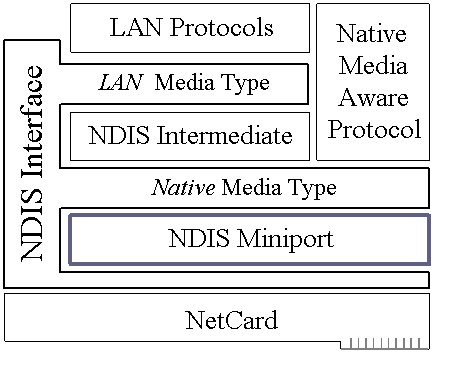 LAN Protocols
Native
Media
Aware
Protocol
LAN Media Type
NDIS Interface
NDIS Intermediate
Native Media Type
NDIS Miniport
NetCard